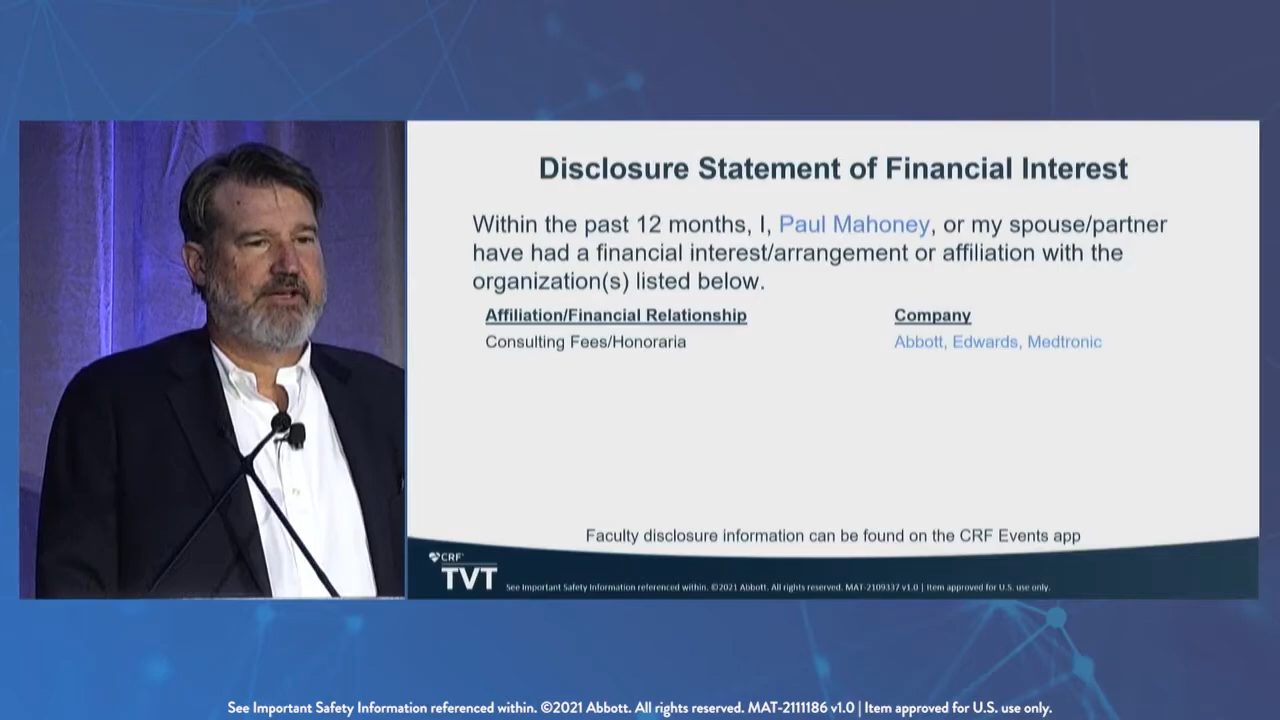 Disclosure Statement of Financial Interest
Within the past 12 months, I, Paul Mahoney, or my spouse/partner
have had a financial interest/arrangement or affiliation with the
organization(s) listed below.
Affiliation/Financial Relationship
Company
Consulting Fees/Honoraria
Abbott, Edwards, Medtronic
Faculty disclosure information can be found on the CRF Events app
CRF
TVT
See Important Safety Information referenced within. ©2021 Abbott. All rights reserved. MAT-2109337 v1.0 | Item approved for U.S. use only.
See Important Safety Information referenced within. ©2021 Abbott. All rights reserved. MAT-2111186 v1.0 | Item approved for U.S. use only.